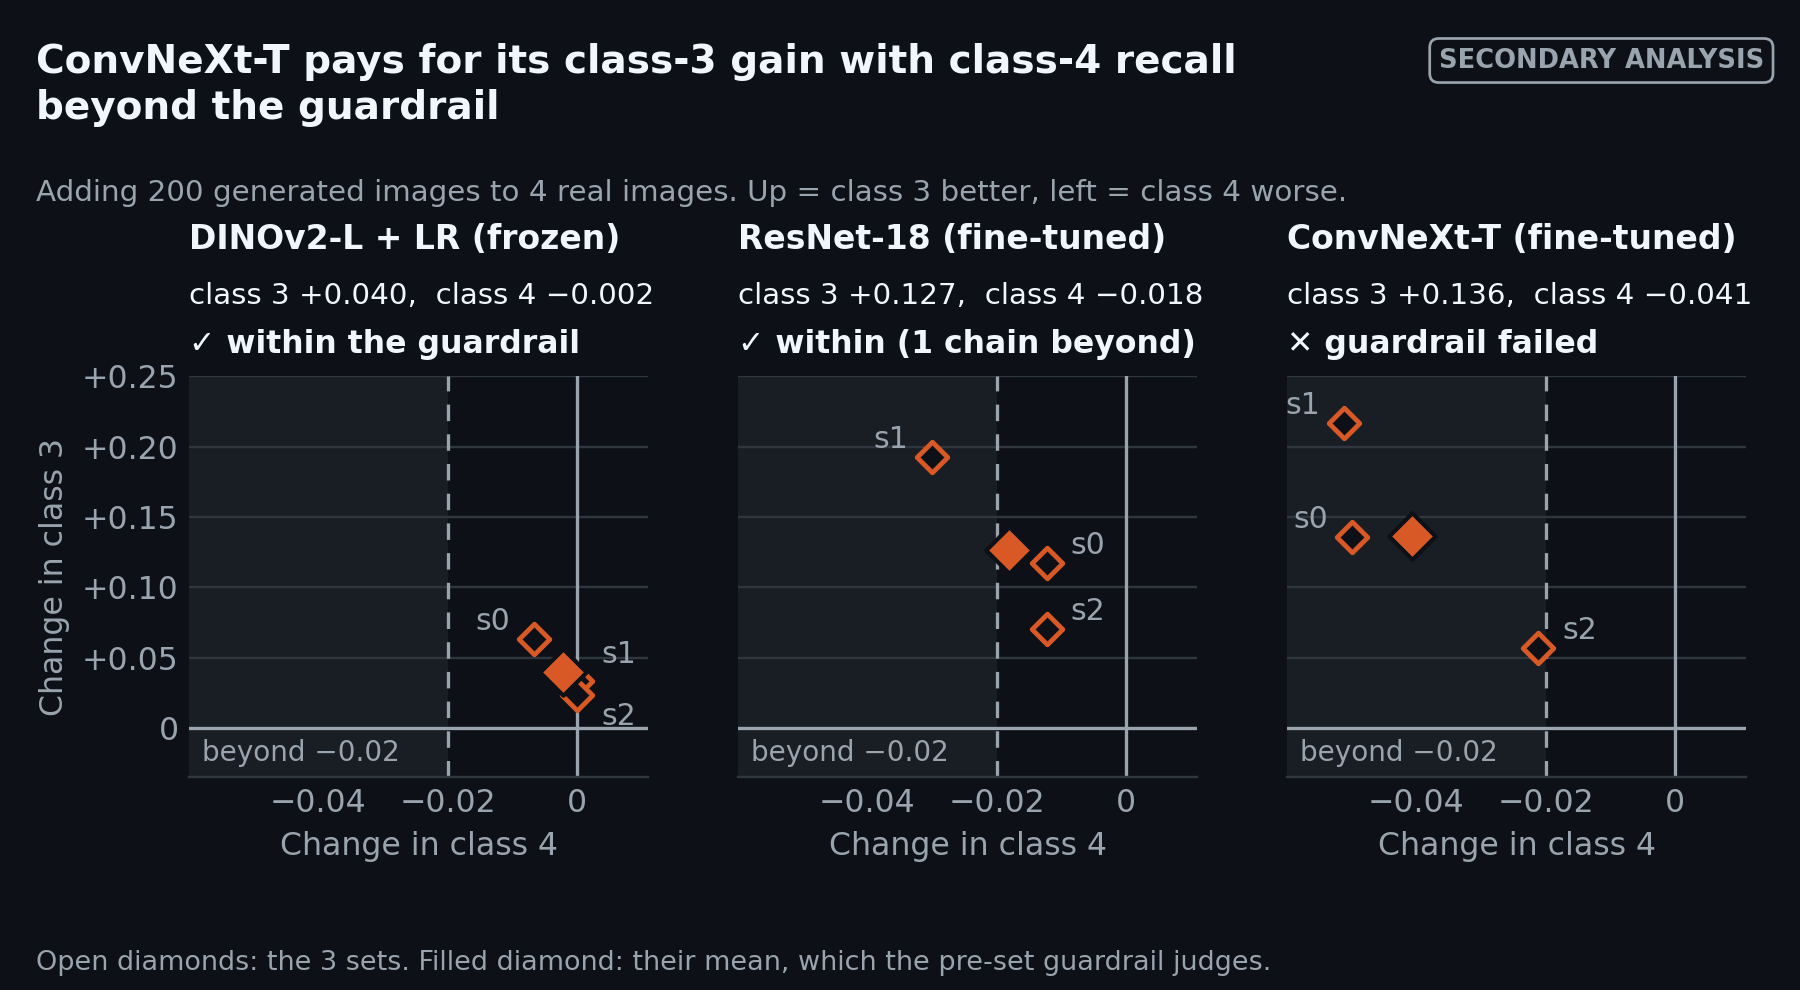 ConvNeXt-T pays for its class-3 gain with class-4 recall
beyond the guardrail
SECONDARY ANALYSIS
Adding 200 generated images to 4 real images. Up = class 3 better, left = class 4 worse.
DINOv2-L + LR (frozen)
class 3 +0.040,  class 4 −0.002
✓ within the guardrail
ResNet-18 (fine-tuned)
class 3 +0.127,  class 4 −0.018
✓ within (1 chain beyond)
ConvNeXt-T (fine-tuned)
class 3 +0.136,  class 4 −0.041
✕ guardrail failed
Change in class 3
+0.25
+0.20
+0.15
+0.10
+0.05
0
s0
s1
s2
beyond −0.02
−0.04
−0.02
0
Change in class 4
s1
s0
s2
beyond −0.02
−0.04
−0.02
0
Change in class 4
s1
s0
s2
beyond −0.02
−0.04
−0.02
0
Change in class 4
Open diamonds: the 3 sets. Filled diamond: their mean, which the pre-set guardrail judges.